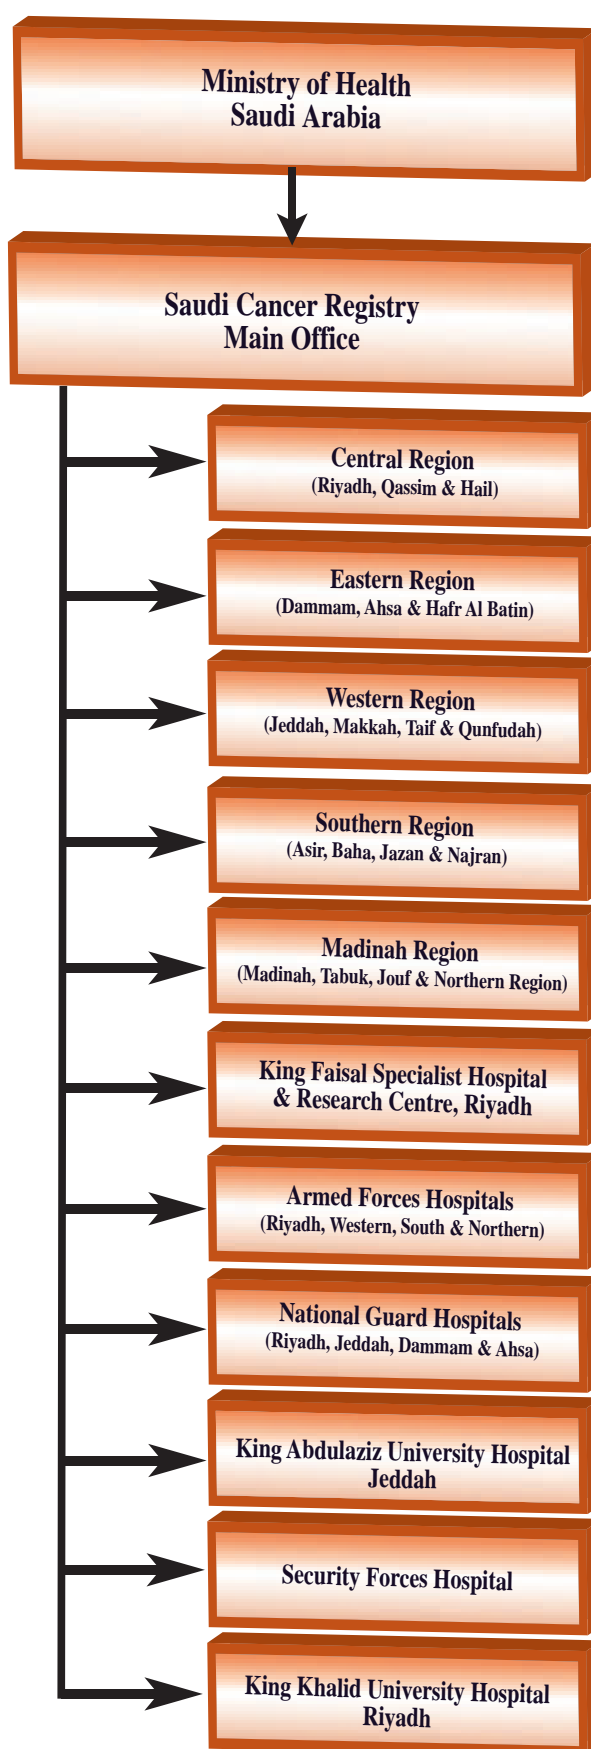 Ministry of Health
Saudi Arabia
Saudi Cancer Registry
Main Office
Central Region
(Riyadh, Qassim & Hail)
Eastern Region
(Dammam, Ahsa & Hafr Al Batin)
Western Region
(Jeddah, Makkah, Taif & Qunfudah)
Southern Region
(Asir, Baha, Jazan & Najran)
Madinah Region
(Madinah, Tabuk, Jouf & Northern Region)
King Faisal Specialist Hospital
& Research Centre, Riyadh
Armed Forces Hospitals
(Riyadh, Western, South & Northern)
National Guard Hospitals
(Riyadh, Jeddah, Dammam & Ahsa)
King Abdulaziz University Hospital
Jeddah
Security Forces Hospital
King Khalid University Hospital
Riyadh